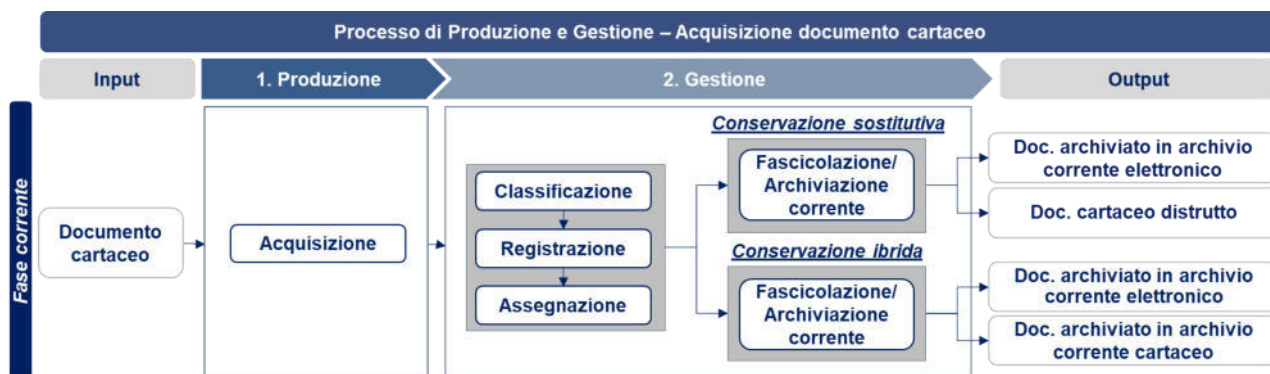 Processo di Produzione e Gestione – Acquisizione documento cartaceo
Input
1. Produzione
2. Gestione
Output
Fase corrente
Documento
cartaceo
Acquisizione
Classificazione
Registrazione
Assegnazione
Conservazione sostitutiva
Fascicolazione/
Archiviazione
corrente
Conservazione ibrida
Fascicolazione/
Archiviazione
corrente
Doc. archiviato in archivio
corrente elettronico
Doc. cartaceo distrutto
Doc. archiviato in archivio
corrente elettronico
Doc. archiviato in archivio
corrente cartaceo